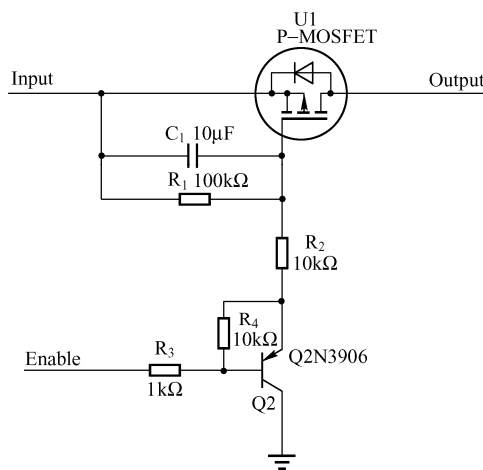 U1
P–MOSFET
Input
Output
C₁ 10μF
R₁ 100kΩ
R₂
10kΩ
R₄
10kΩ
Q2N3906
R₃
Enable
1kΩ
Q2